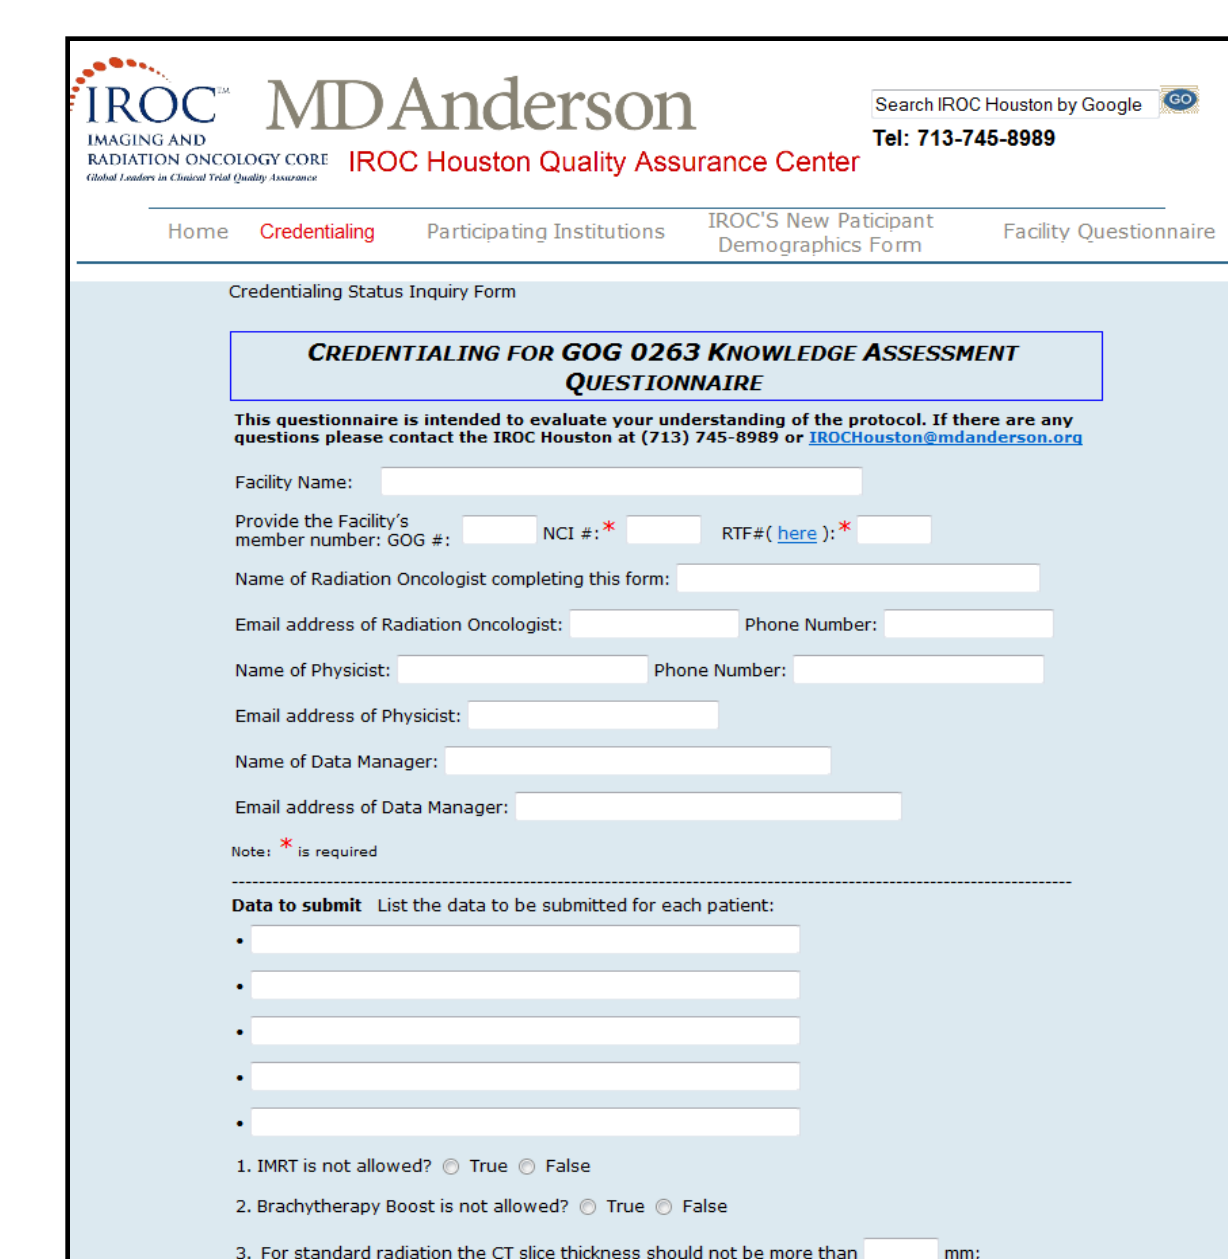 IROC™
IMAGING AND
RADIATION ONCOLOGY CORE
Global Leaders in Clinical Trial Quality Assurance
MD Anderson
IROC Houston Quality Assurance Center
Search IROC Houston by Google GO
Tel: 713-745-8989
Home Credentialing Participating Institutions IROC'S New Paticipant Demographics Form Facility Questionnaire
Credentialing Status Inquiry Form
CREDENTIALING FOR GOG 0263 KNOWLEDGE ASSESSMENT
QUESTIONNAIRE
This questionnaire is intended to evaluate your understanding of the protocol. If there are any
questions please contact the IROC Houston at (713) 745-8989 or IROCHouston@mdanderson.org
Facility Name:
Provide the Facility's
member number: GOG #: NCI #:* RTF#( here ):*
Name of Radiation Oncologist completing this form:
Email address of Radiation Oncologist: Phone Number:
Name of Physicist: Phone Number:
Email address of Physicist:
Name of Data Manager:
Email address of Data Manager:
Note: * is required
Data to submit List the data to be submitted for each patient:
1. IMRT is not allowed? True False
2. Brachytherapy Boost is not allowed? True False
3. For standard radiation the CT slice thickness should not be more than mm: